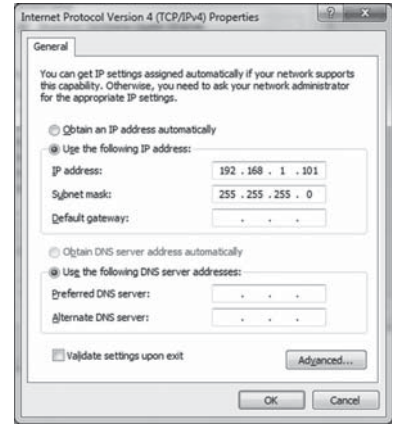 Internet Protocol Version 4 (TCP/IPv4) Properties
General
You can get IP settings assigned automatically if your network supports
this capability. Otherwise, you need to ask your network administrator
for the appropriate IP settings.
Obtain an IP address automatically
Use the following IP address:
IP address: 192 . 168 . 1 . 101
Subnet mask: 255 . 255 . 255 . 0
Default gateway: . . .
Obtain DNS server address automatically
Use the following DNS server addresses:
Preferred DNS server: . . .
Alternate DNS server: . . .
Validate settings upon exit
Advanced...
OK Cancel